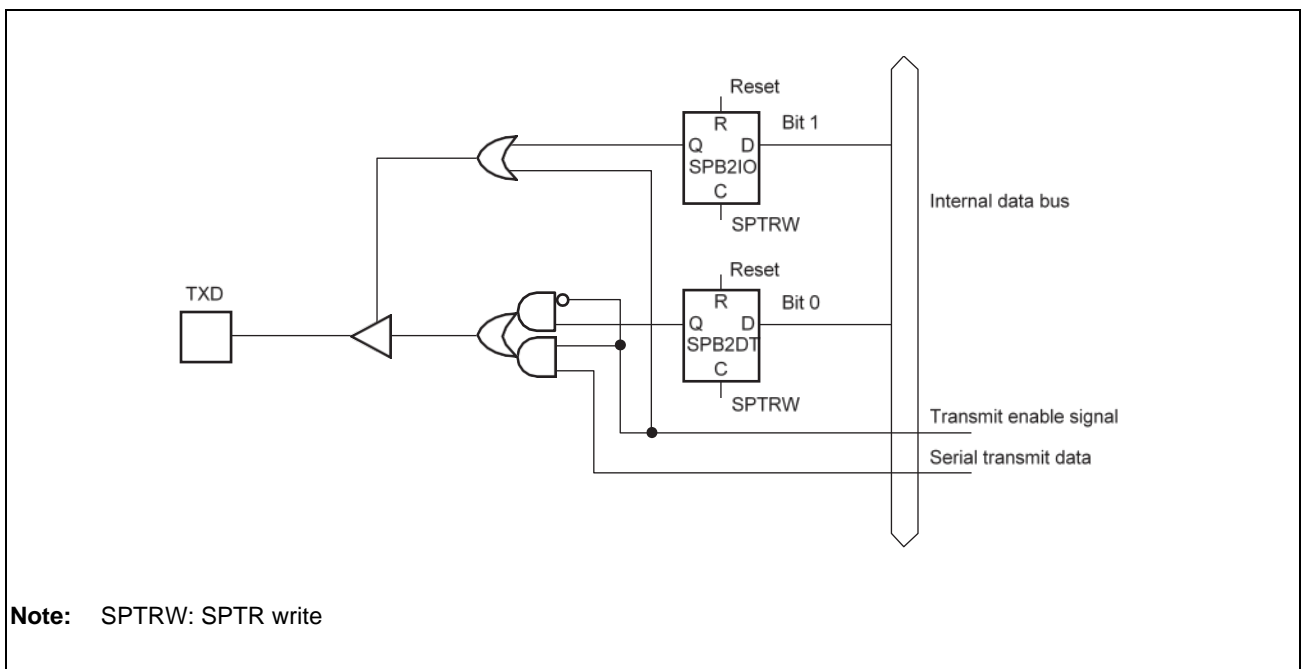 Reset
R
Bit 1
Q D
SPB2IO
C
SPTRW
Internal data bus
Reset
TXD
R
Bit 0
Q D
SPB2DT
C
SPTRW
Transmit enable signal
Serial transmit data
Note: SPTRW: SPTR write